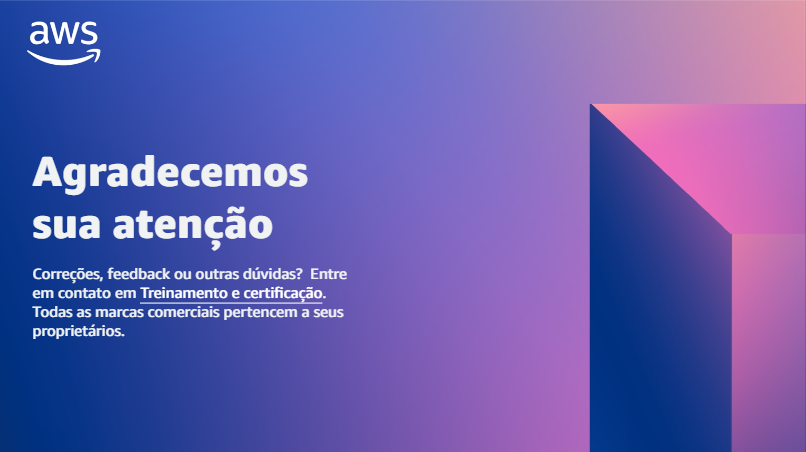 aws
Agradecemos
sua atenção
Correções, feedback ou outras dúvidas?  Entre
em contato em Treinamento e certificação.
Todas as marcas comerciais pertencem a seus
proprietários.